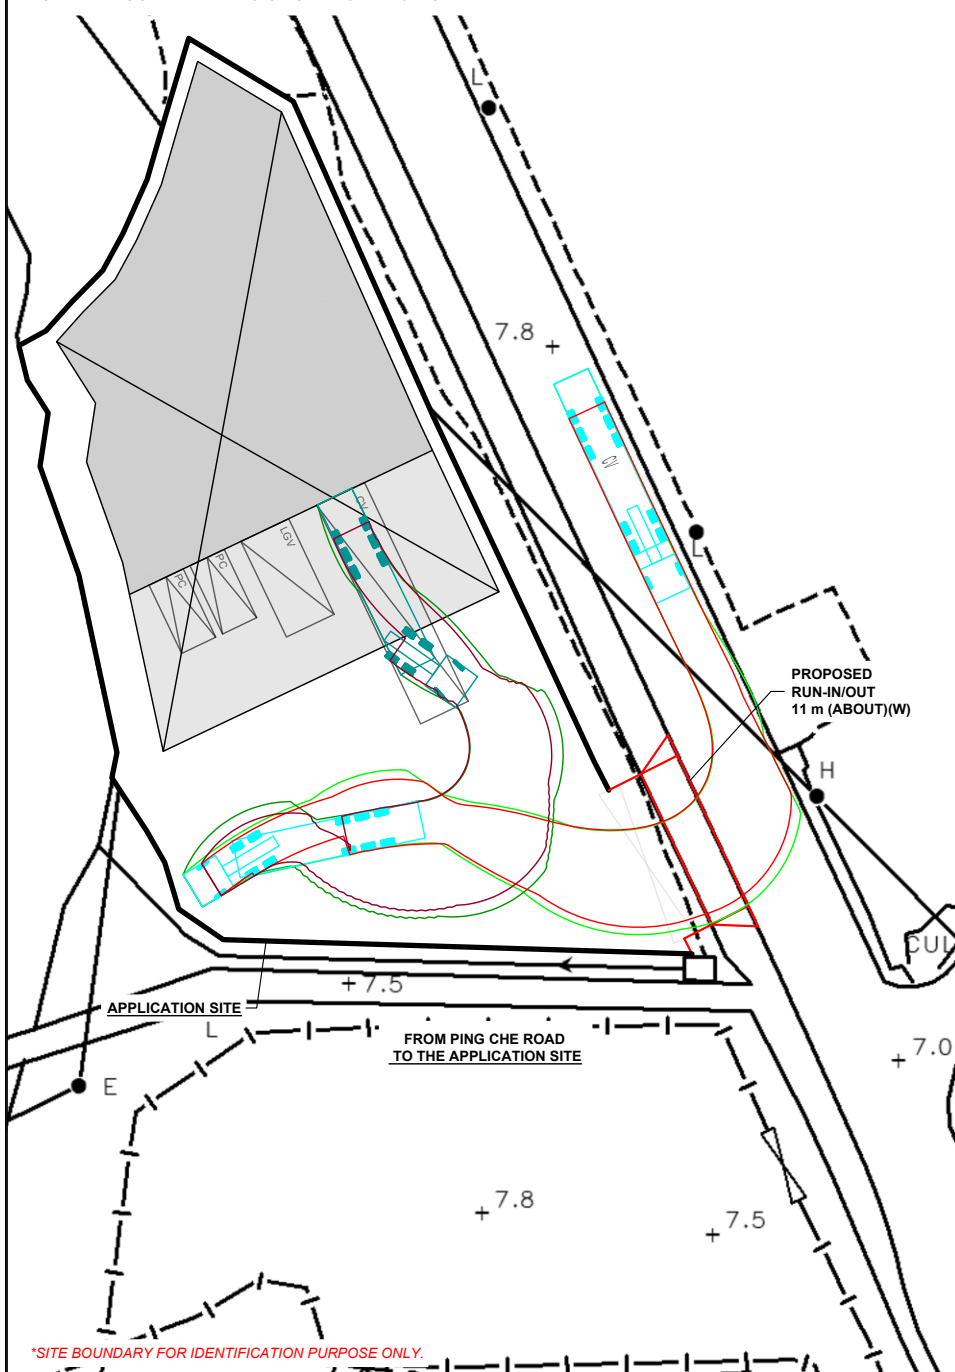 L
7.8
CV
CV
LGV
PC
PC
L
PROPOSED
RUN-IN/OUT
11 m (ABOUT)(W)
H
CUL
7.5
APPLICATION SITE
L
FROM PING CHE ROAD
TO THE APPLICATION SITE
7.0
E
7.8
7.5
*SITE BOUNDARY FOR IDENTIFICATION PURPOSE ONLY.